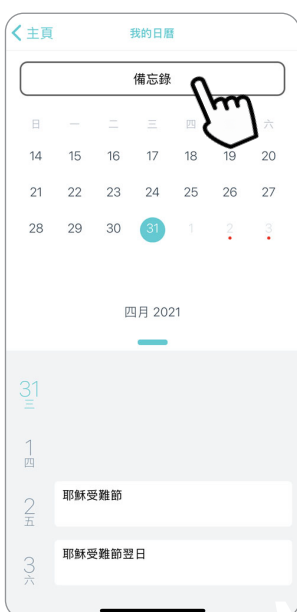 主頁 我的日曆
備忘錄
日 一 二 三 四 六
14 15 16 17 18 19 20
21 22 23 24 25 26 27
28 29 30 31 1 2 3
四月 2021
31
三
1
四
2 耶穌受難節
五
3 耶穌受難節翌日
六